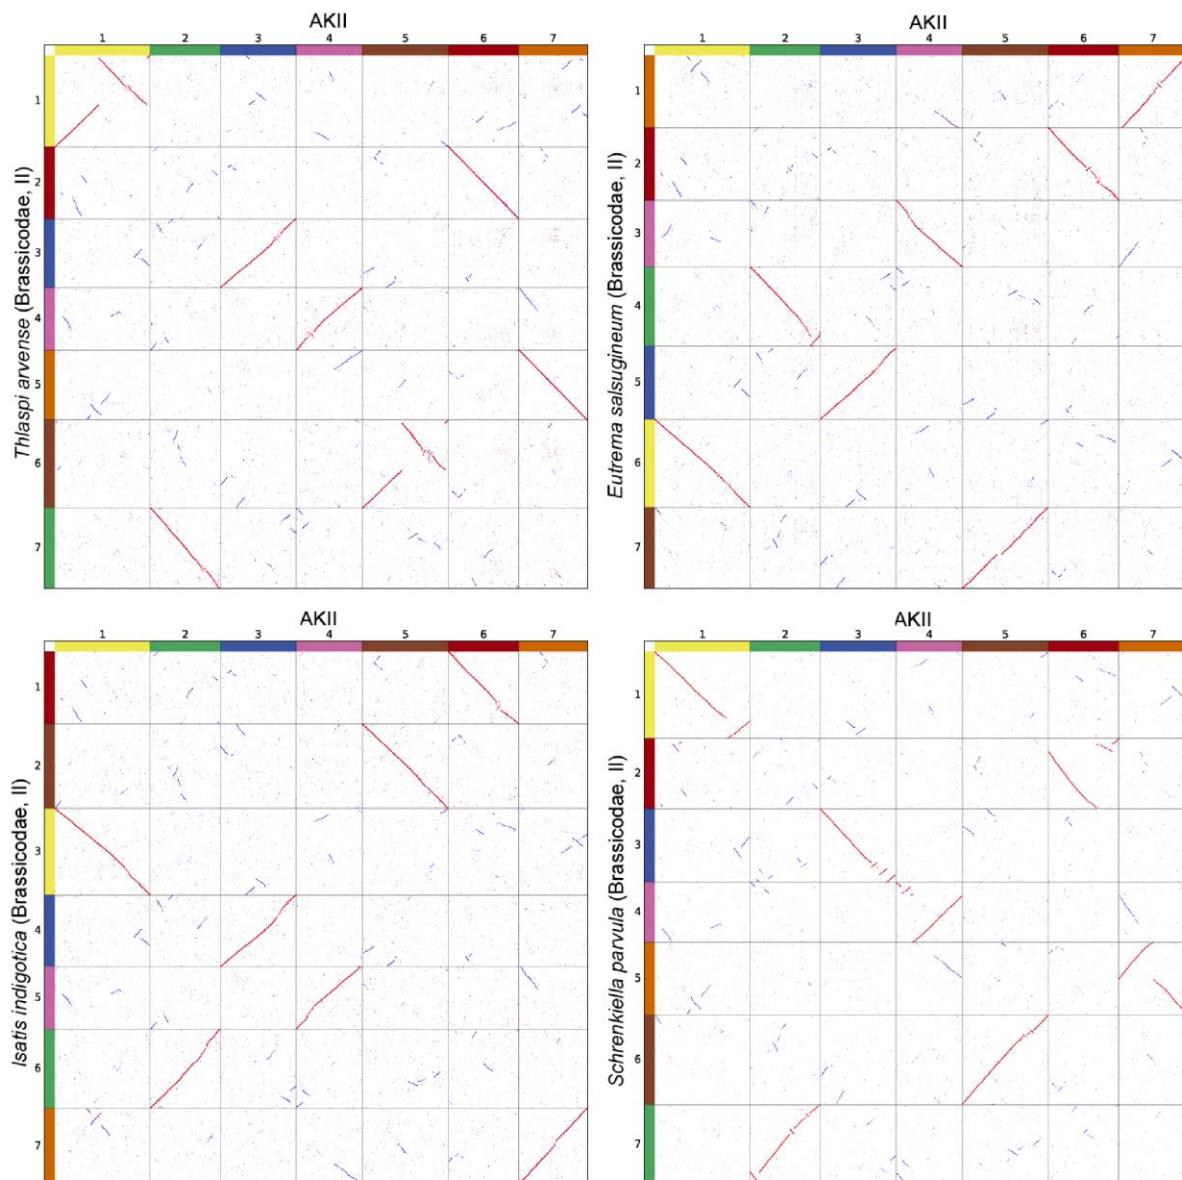 AKII
1 2 3 4 5 6 7
Thlaspi arvense (Brassicodae, II)
1
2
3
4
5
6
7
AKII
1 2 3 4 5 6 7
Eutrema salsugineum (Brassicodae, II)
1
2
3
4
5
6
7
AKII
1 2 3 4 5 6 7
Isatis indigotica (Brassicodae, II)
1
2
3
4
5
6
7
AKII
1 2 3 4 5 6 7
Schrenkiella parvula (Brassicodae, II)
1
2
3
4
5
6
7